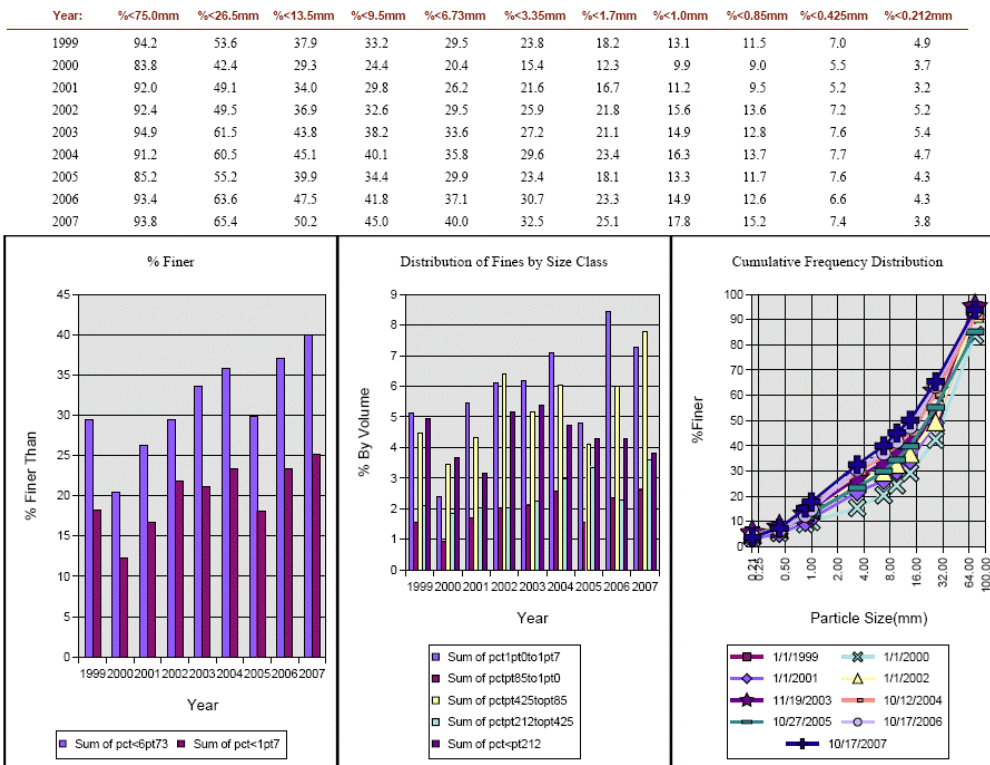 Year: %<75.0mm %<26.5mm %<13.5mm %<9.5mm %<6.73mm %<3.35mm %<1.7mm %<1.0mm %<0.85mm %<0.425mm %<0.212mm
1999 94.2 53.6 37.9 33.2 29.5 23.8 18.2 13.1 11.5 7.0 4.9
2000 83.8 42.4 29.3 24.4 20.4 15.4 12.3 9.9 9.0 5.5 3.7
2001 92.0 49.1 34.0 29.8 26.2 21.6 16.7 11.2 9.5 5.2 3.2
2002 92.4 49.5 36.9 32.6 29.5 25.9 21.8 15.6 13.6 7.2 5.2
2003 94.9 61.5 43.8 38.2 33.6 27.2 21.1 14.9 12.8 7.6 5.4
2004 91.2 60.5 45.1 40.1 35.8 29.6 23.4 16.3 13.7 7.7 4.7
2005 85.2 55.2 39.9 34.4 29.9 23.4 18.1 13.3 11.7 7.6 4.3
2006 93.4 63.6 47.5 41.8 37.1 30.7 23.3 14.9 12.6 6.6 4.3
2007 93.8 65.4 50.2 45.0 40.0 32.5 25.1 17.8 15.2 7.4 3.8
% Finer
45
40
35
30
25
20
15
10
5
0
% Finer Than
1999 2000 2001 2002 2003 2004 2005 2006 2007
Year
Sum of pct<6pt73 Sum of pct<1pt7
Distribution of Fines by Size Class
9
8
7
6
5
4
3
2
1
0
% By Volume
1999 2000 2001 2002 2003 2004 2005 2006 2007
Year
Sum of pct1pt0to1pt7
Sum of pctpt85to1pt0
Sum of pctpt425topt85
Sum of pctpt212topt425
Sum of pct<pt212
Cumulative Frequency Distribution
100
90
80
70
60
50
40
30
20
10
0
%Finer
0.21 0.25 0.50 1.00 2.00 4.00 8.00 16.00 32.00 64.00 100.00
Particle Size(mm)
1/1/1999 1/1/2000
1/1/2001 1/1/2002
11/19/2003 10/12/2004
10/27/2005 10/17/2006
10/17/2007